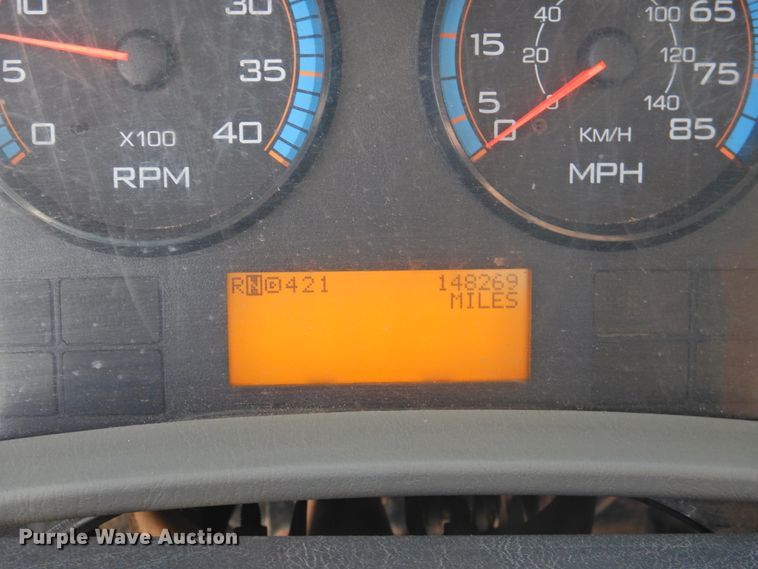 10 30
5 35
0 X100 40
RPM
15 40 100 65
20 120 75
5 0 140
0 KM/H 85
MPH
RND421 148269
MILES
Purple Wave Auction